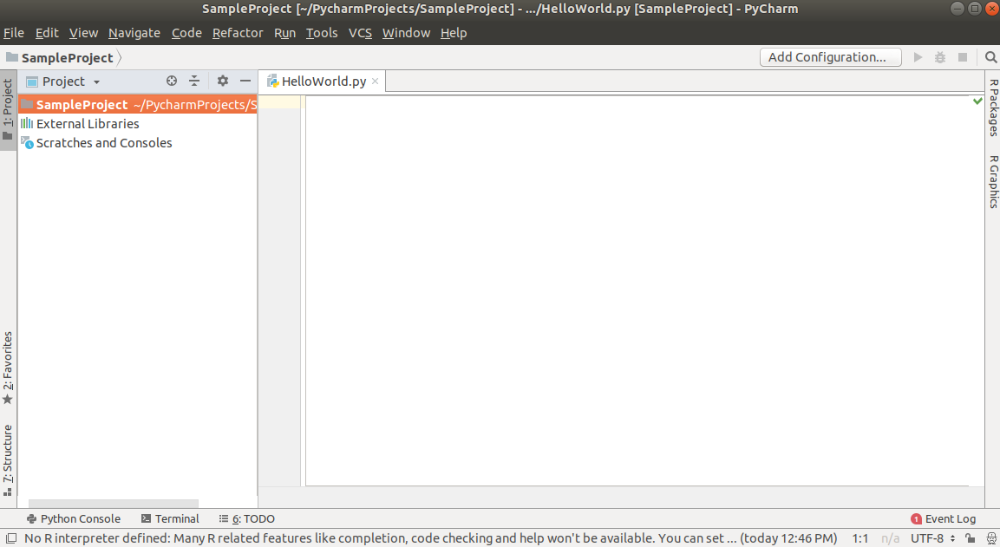 SampleProject [~/PycharmProjects/SampleProject] - .../HelloWorld.py [SampleProject] - PyCharm
File Edit View Navigate Code Refactor Run Tools VCS Window Help
SampleProject
Add Configuration...
1: Project
Project
HelloWorld.py
SampleProject ~/PycharmProjects/S
External Libraries
Scratches and Consoles
R Packages
R Graphics
2: Favorites
7: Structure
Python Console
Terminal
6: TODO
1 Event Log
No R interpreter defined: Many R related features like completion, code checking and help won't be available. You can set ... (today 12:46 PM)
1:1 n/a UTF-8